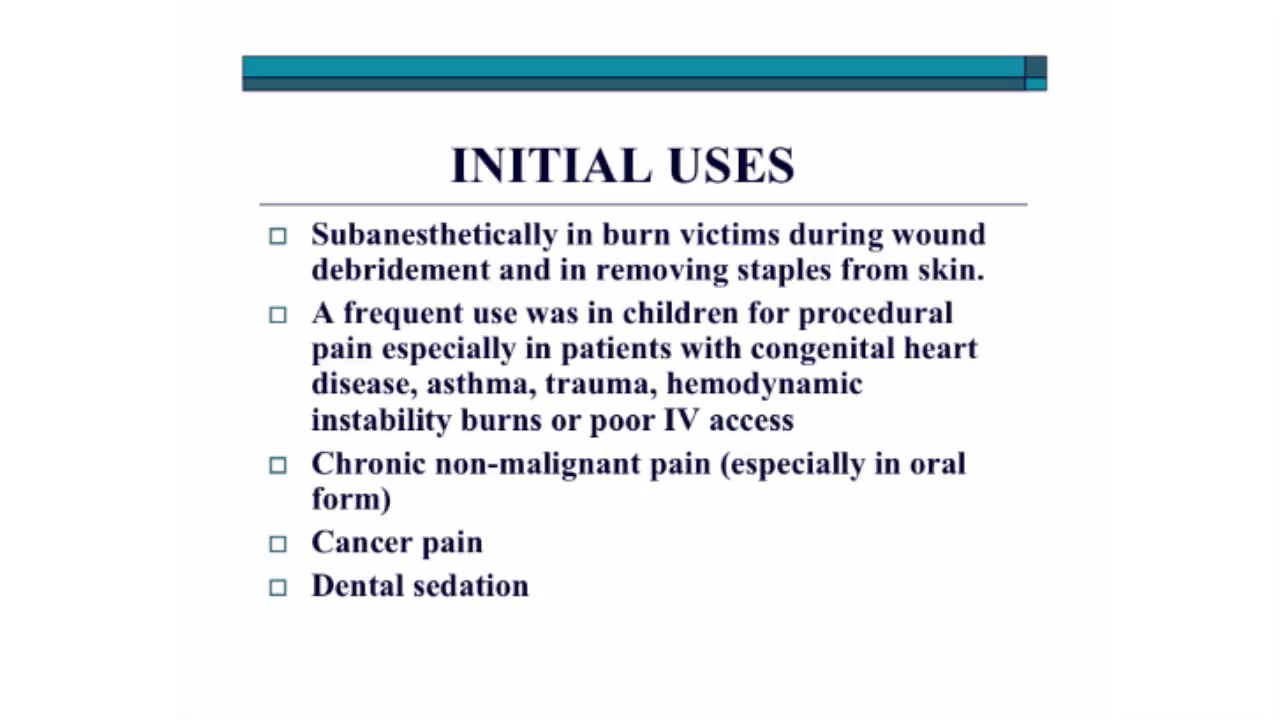 INITIAL USES
Subanesthetically in burn victims during wound
debridement and in removing staples from skin.
A frequent use was in children for procedural
pain especially in patients with congenital heart
disease, asthma, trauma, hemodynamic
instability burns or poor IV access
Chronic non-malignant pain (especially in oral
form)
Cancer pain
Dental sedation